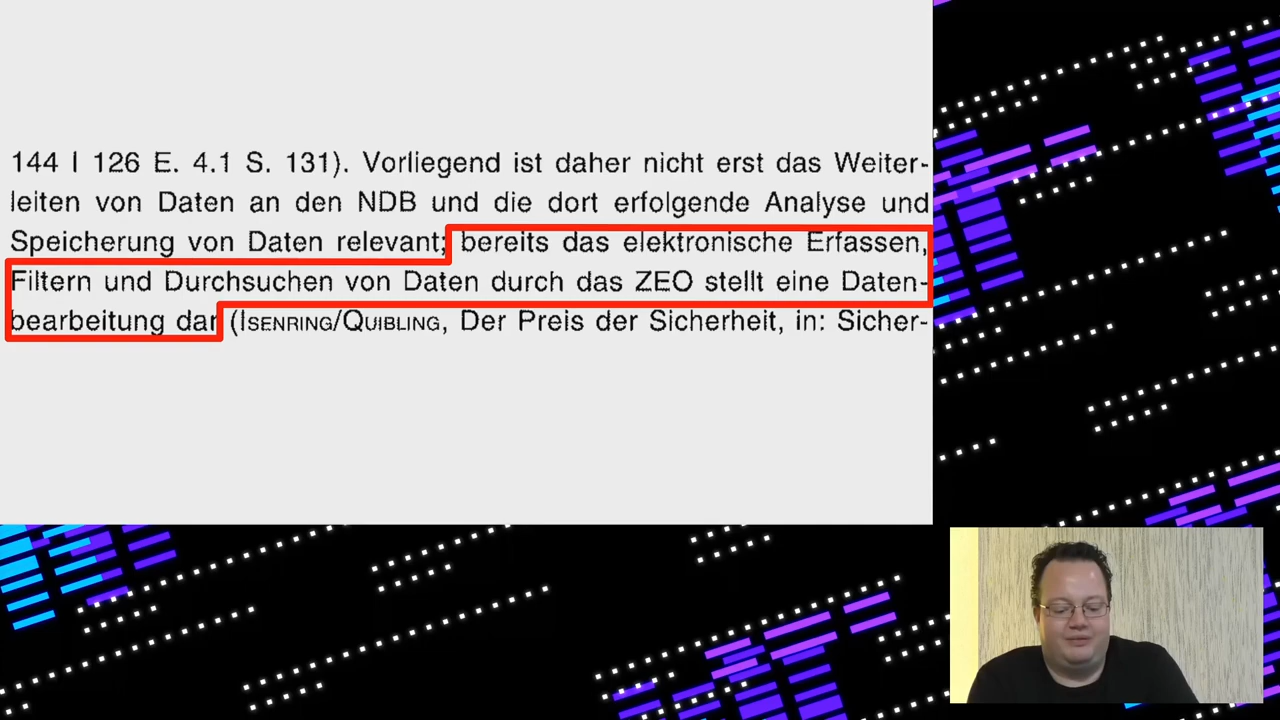 144 I 126 E. 4.1 S. 131). Vorliegend ist daher nicht erst das Weiter-
leiten von Daten an den NDB und die dort erfolgende Analyse und
Speicherung von Daten relevant; bereits das elektronische Erfassen,
Filtern und Durchsuchen von Daten durch das ZEO stellt eine Daten-
bearbeitung dar (ISENRING/QUIBLING, Der Preis der Sicherheit, in: Sicher-